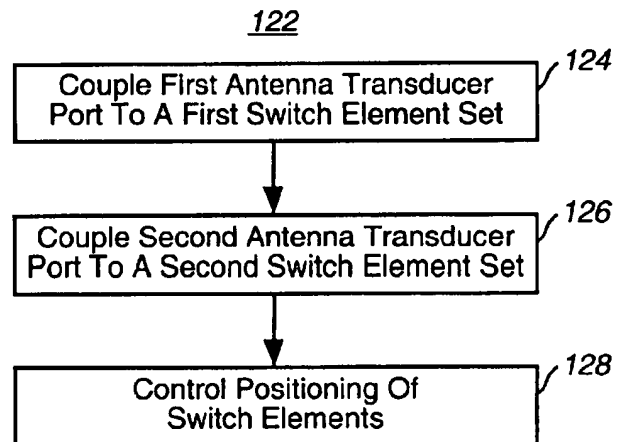 122
Couple First Antenna Transducer
Port To A First Switch Element Set
124
Couple Second Antenna Transducer
Port To A Second Switch Element Set
126
Control Positioning Of
Switch Elements
128